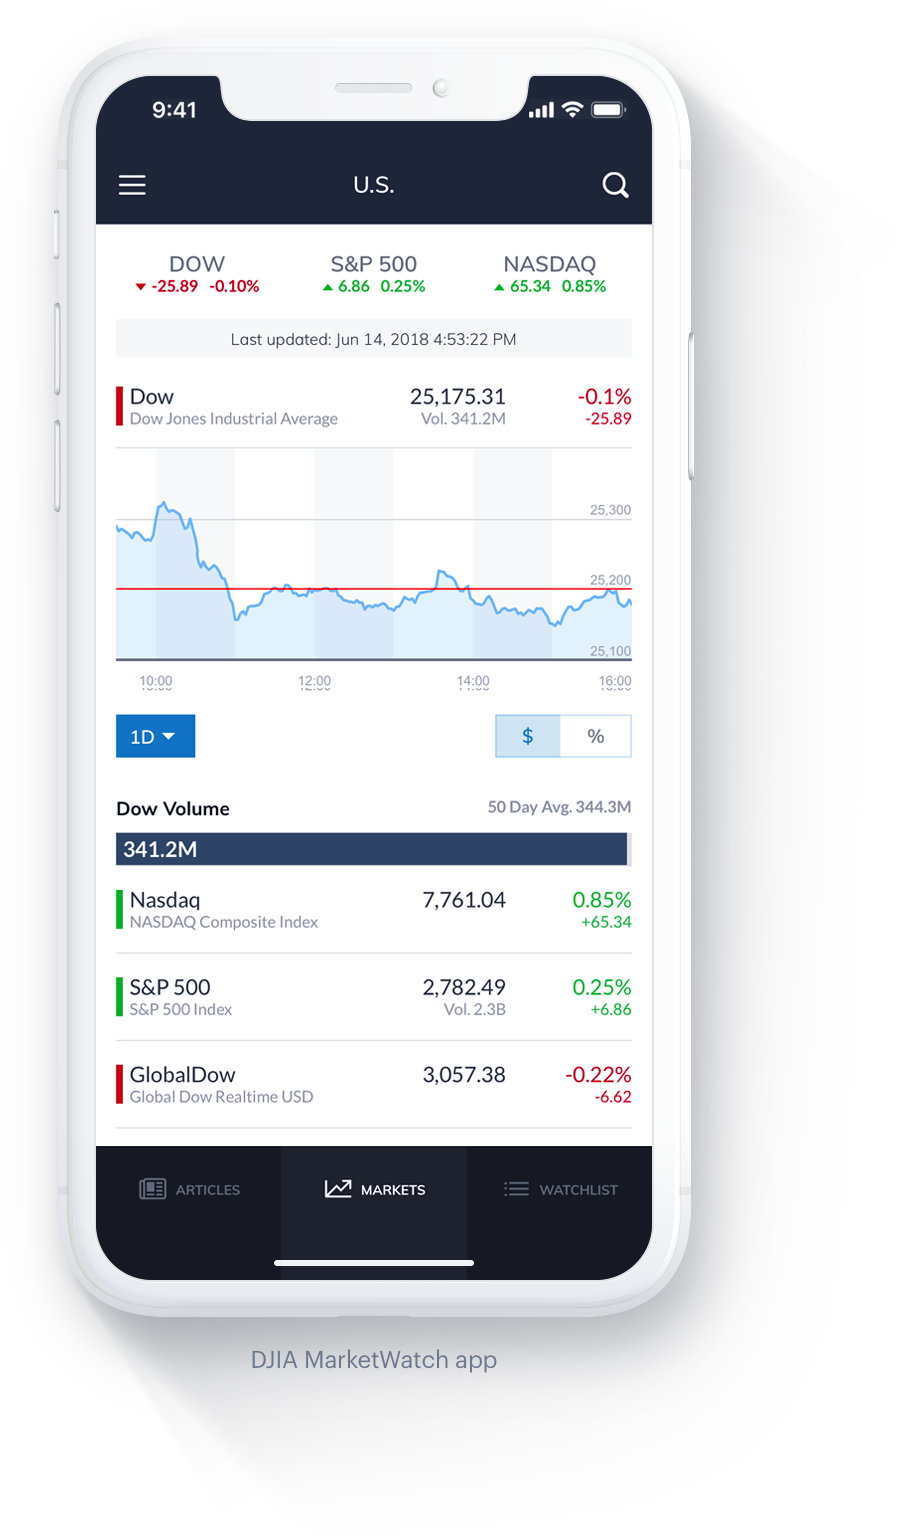 9:41
U.S.
DOW S&P 500 NASDAQ
-25.89 -0.10% 6.86 0.25% 65.34 0.85%
Last updated: Jun 14, 2018 4:53:22 PM
Dow 25,175.31 -0.1%
Dow Jones Industrial Average Vol. 341.2M -25.89
25,300
25,200
25,100
10:00 12:00 14:00 16:00
1D $ %
Dow Volume 50 Day Avg. 344.3M
341.2M
Nasdaq 7,761.04 0.85%
NASDAQ Composite Index +65.34
S&P 500 2,782.49 0.25%
S&P 500 Index Vol. 2.3B +6.86
GlobalDow 3,057.38 -0.22%
Global Dow Realtime USD -6.62
ARTICLES MARKETS WATCHLIST
DJIA MarketWatch app